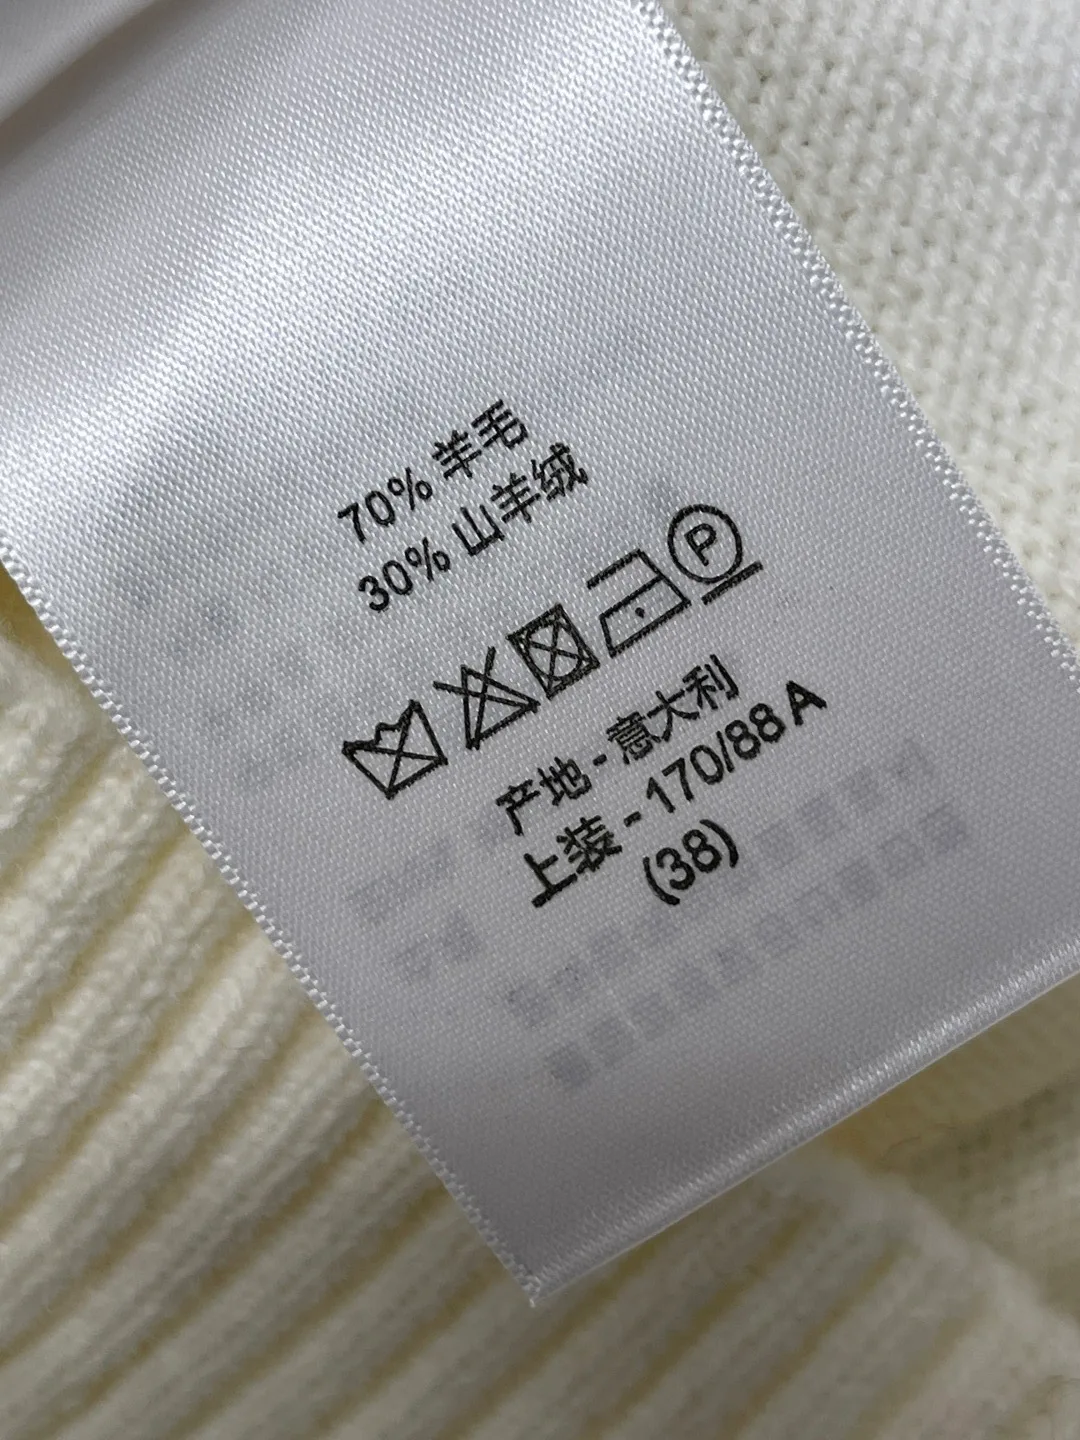 70% 羊毛
30% 山羊绒
P
产地 - 意大利
上装 - 170/88 A
(38)